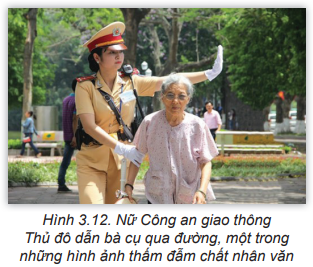 Hình 3.12. Nữ Công an giao thông
Thủ đô dẫn bà cụ qua đường, một trong
những hình ảnh thấm đẫm chất nhân văn